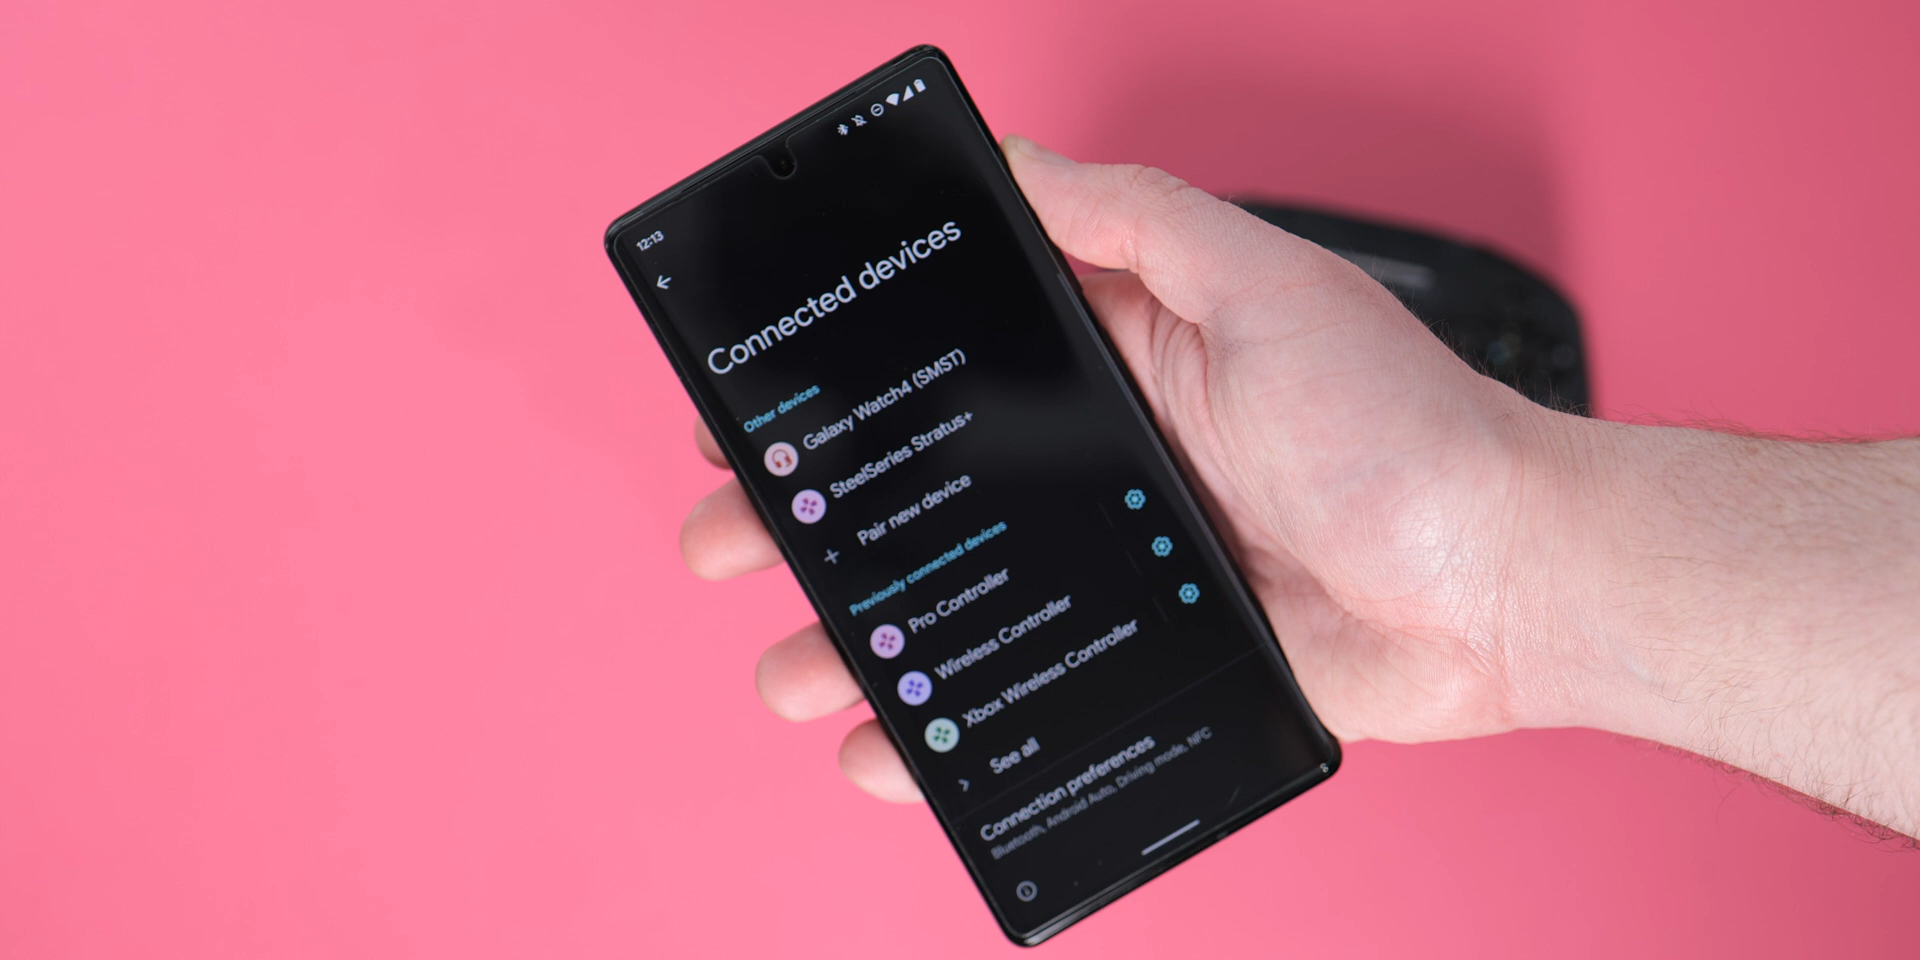 12:13
Connected devices
Other devices
Galaxy Watch4 (SMST)
SteelSeries Stratus+
Pair new device
Previously connected devices
Pro Controller
Wireless Controller
Xbox Wireless Controller
See all
Connection preferences
Bluetooth, Android Auto, Driving mode, NFC